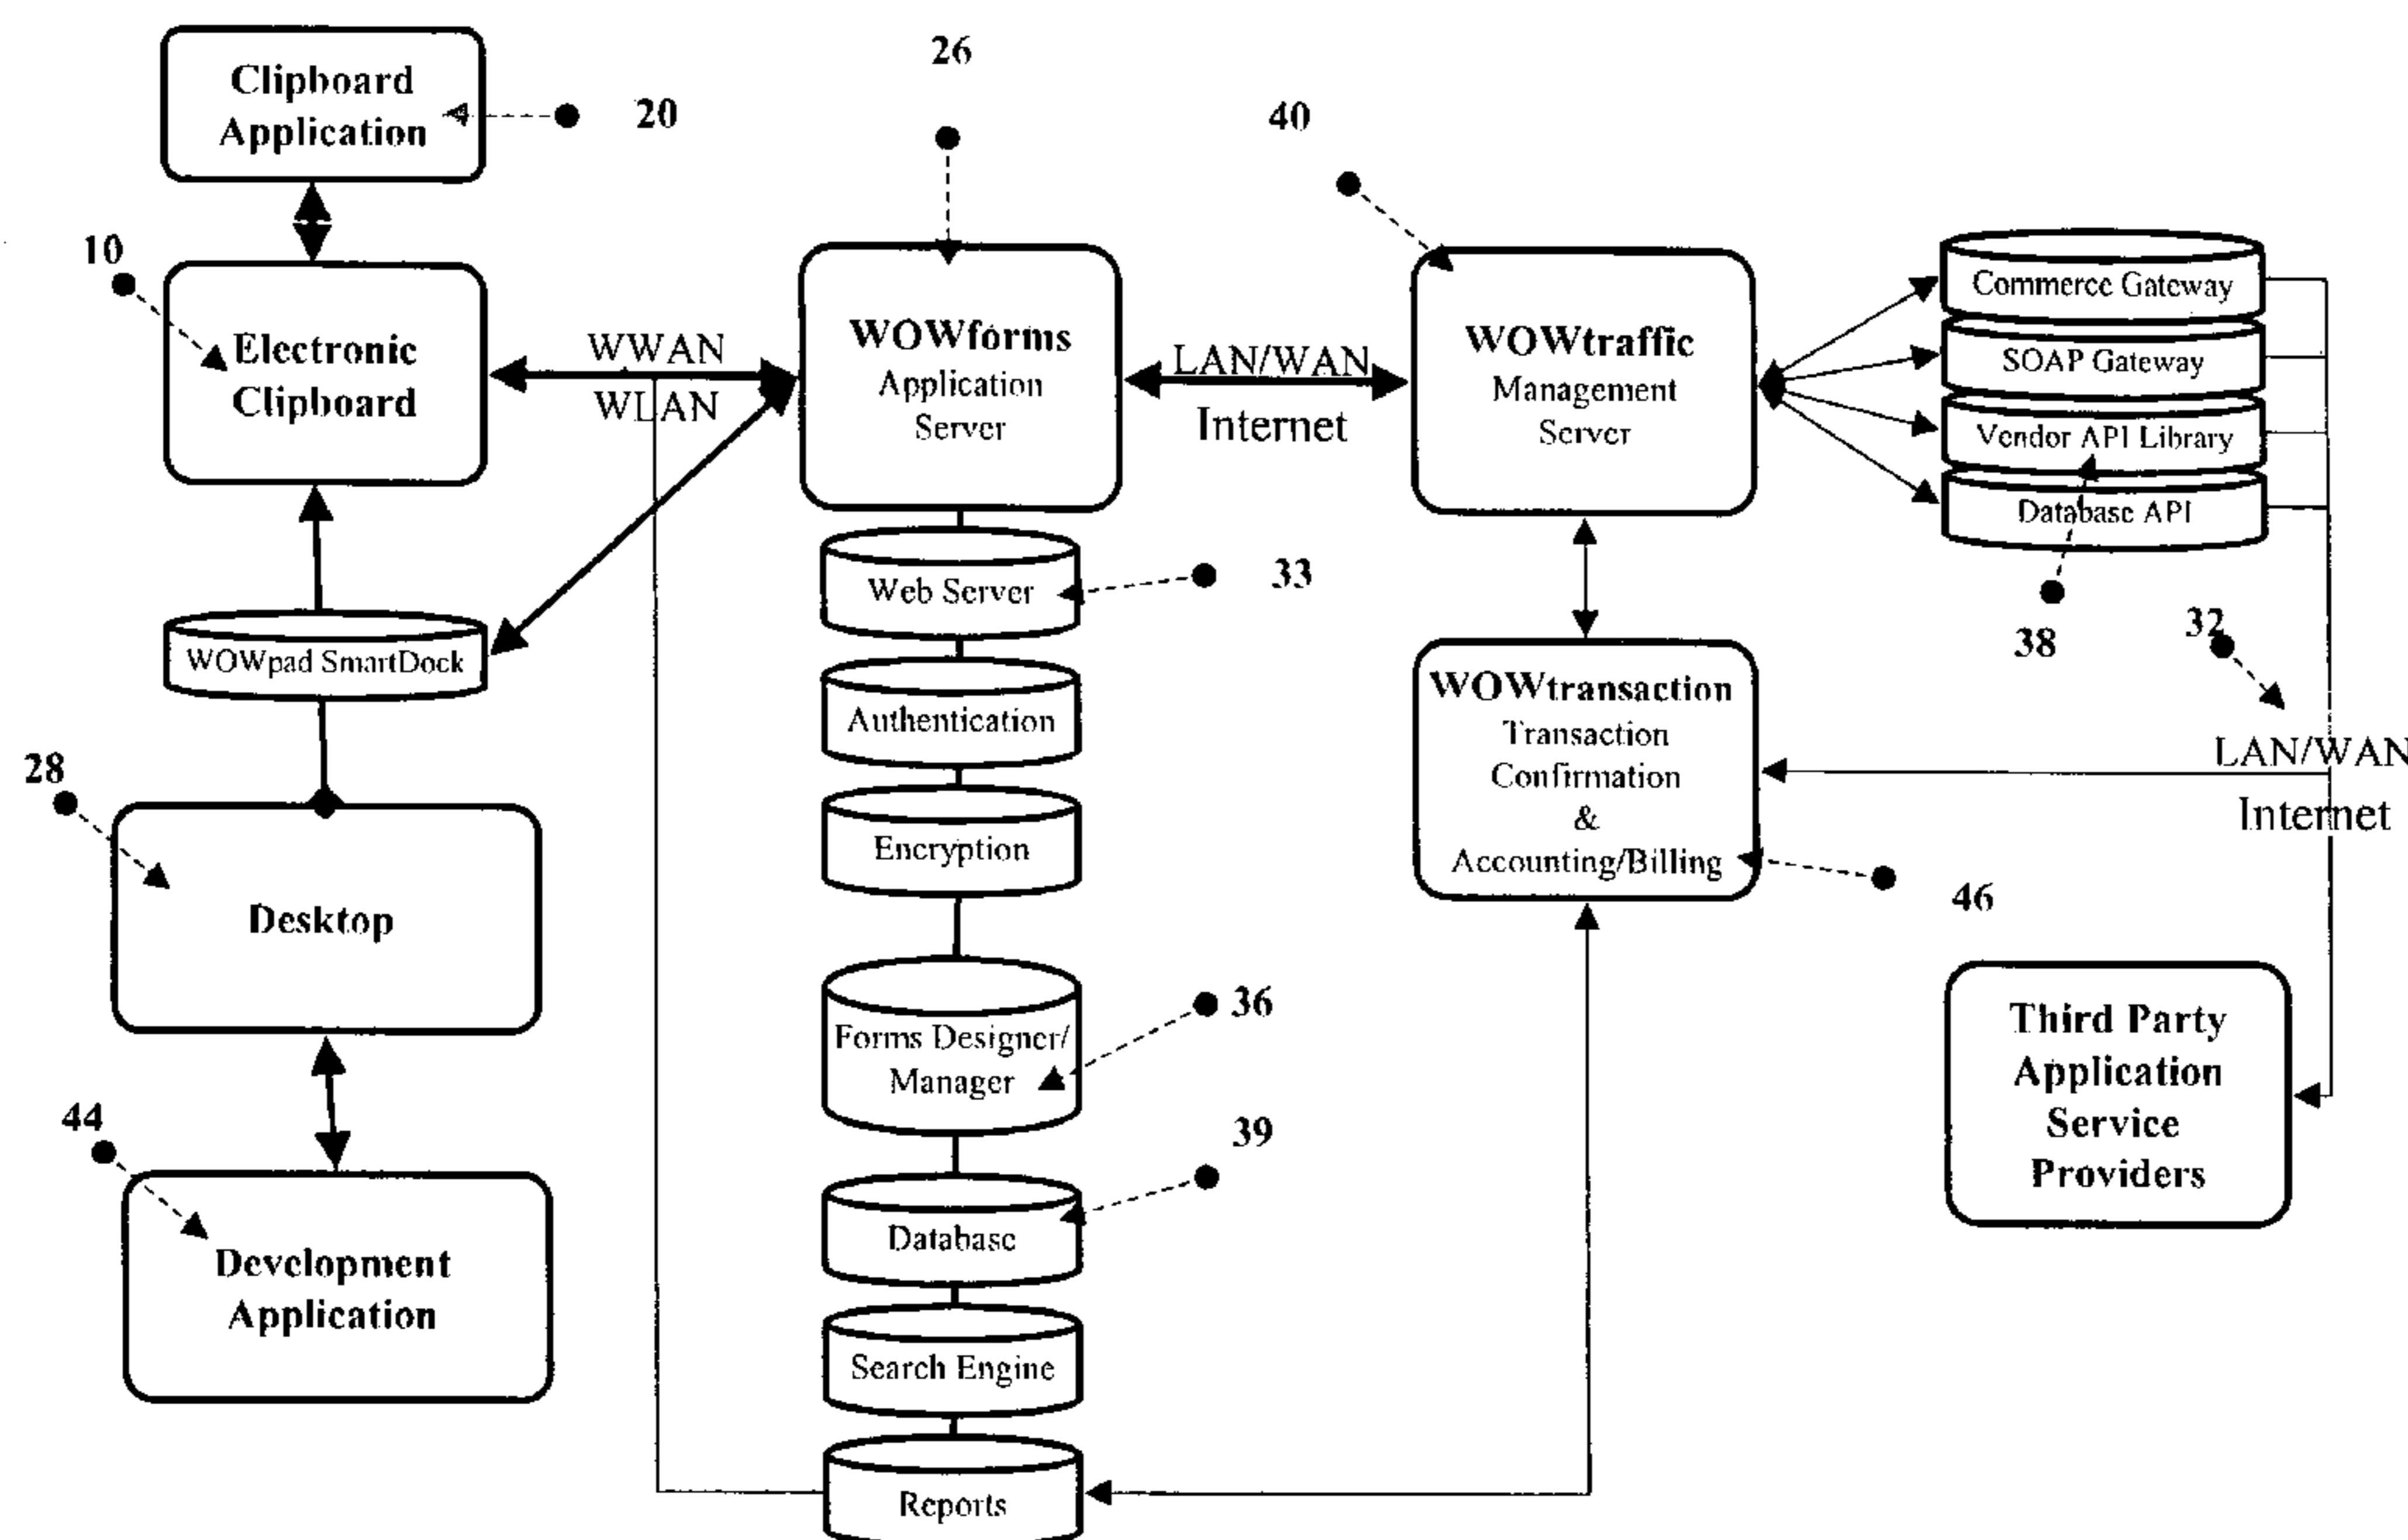 26
Clipboard
Application
20
40
10
Electronic
Clipboard
WWAN
WLAN
WOWforms
Application
Server
LAN/WAN
Internet
WOWtraffic
Management
Server
Commerce Gateway
SOAP Gateway
Vendor API Library
Database API
33
38
32
WOWpad SmartDock
Web Server
Authentication
Encryption
WOWtransaction
Transaction
Confirmation
&
Accounting/Billing
LAN/WAN
Internet
46
28
Desktop
Forms Designer/
Manager
36
Third Party
Application
Service
Providers
44
Development
Application
39
Database
Search Engine
Reports